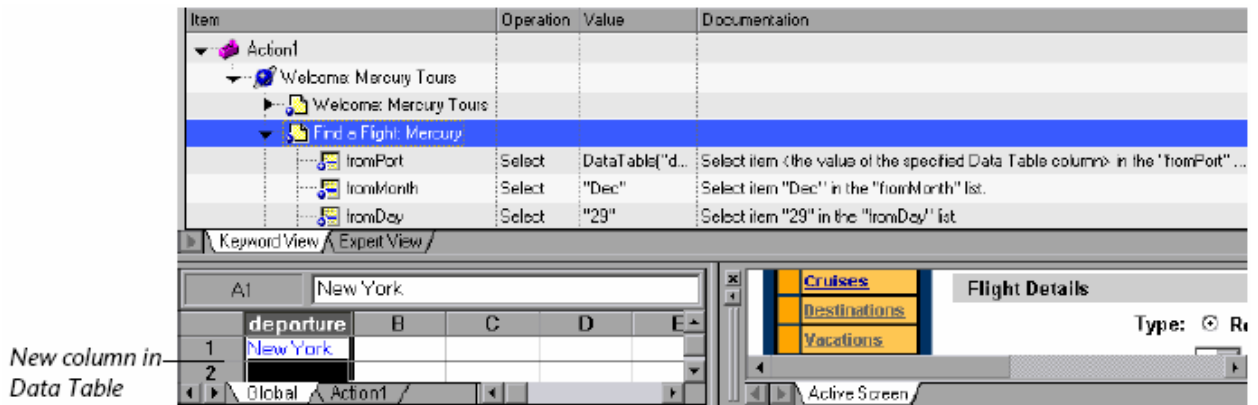 Item Operation Value Documentation
Action1
Welcome: Mercury Tours
Welcome: Mercury Tours
Find a Flight: Mercury
fromPort Select DataTable("d... Select item <the value of the specified Data Table column> in the "fromPort" ...
fromMonth Select "Dec" Select item "Dec" in the "fromMonth" list.
fromDay Select "29" Select item "29" in the "fromDay" list.
Keyword View Expert View
A1 New York
departure B C D E
1 New York
2
Global Action1
New column in
Data Table
Cruises
Destinations
Vacations
Flight Details
Type:
Active Screen